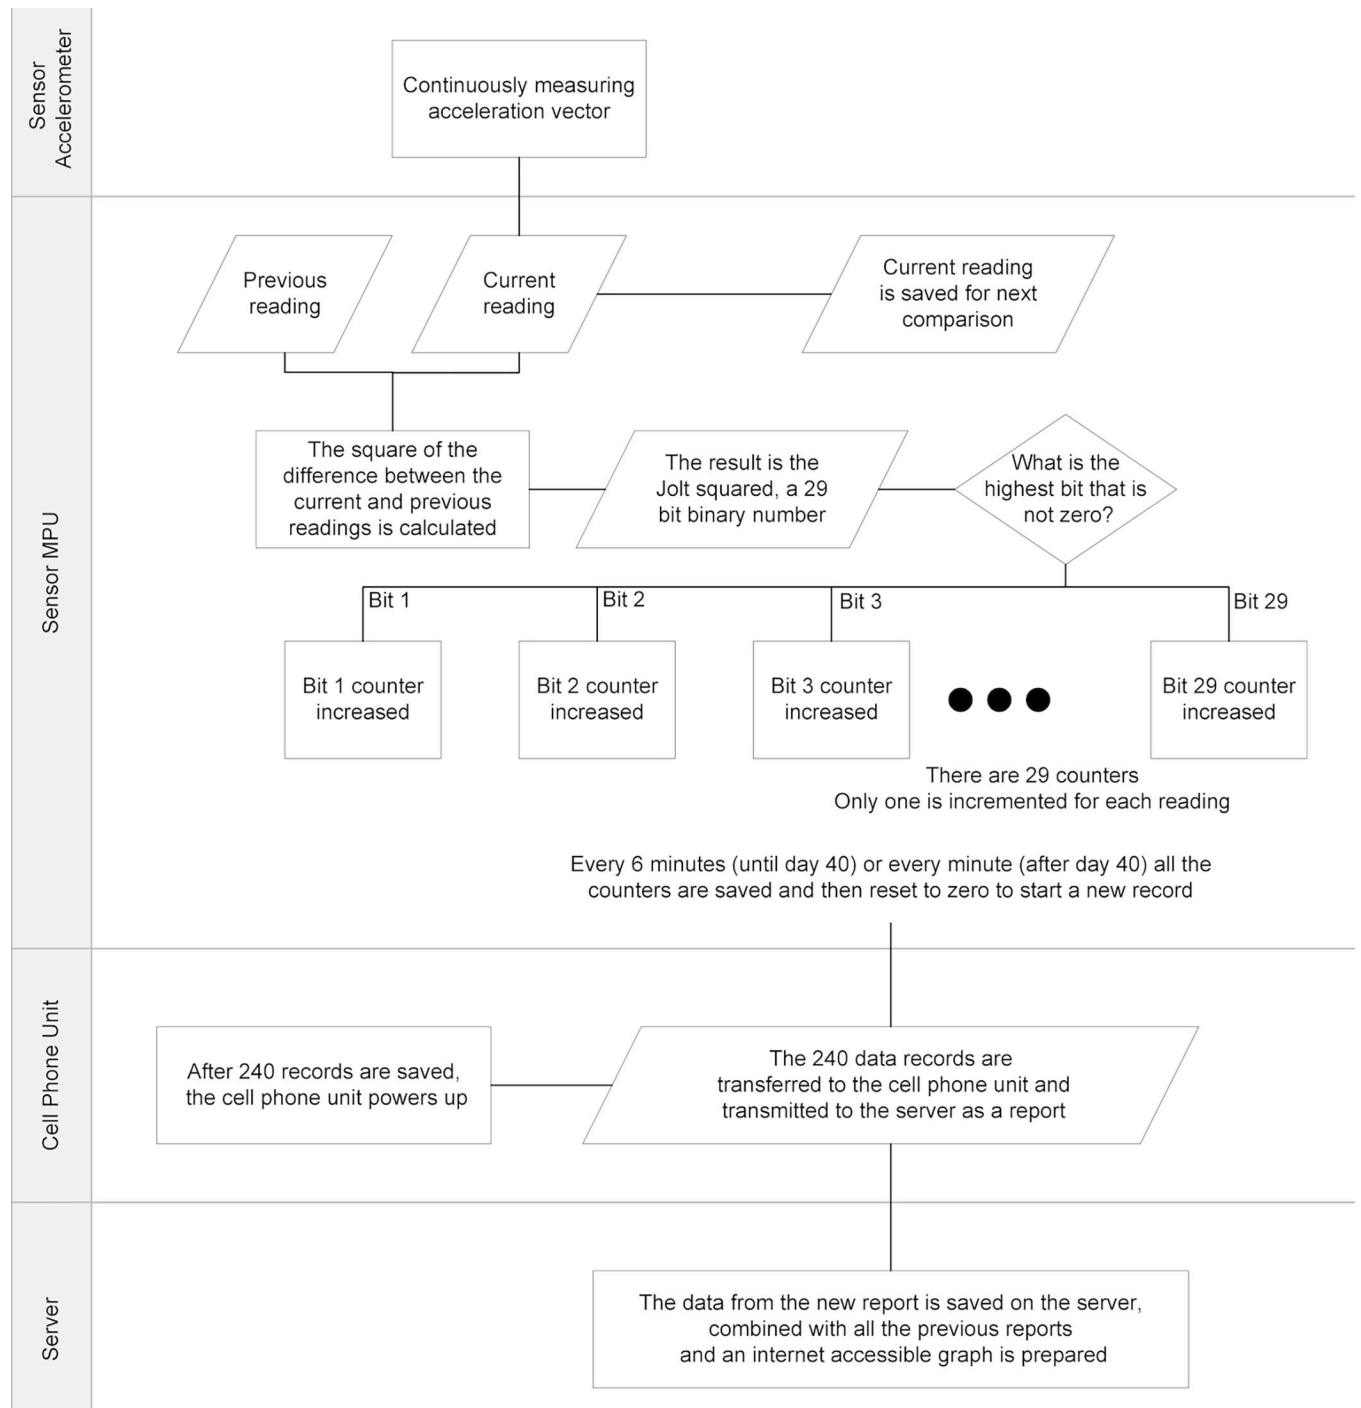 Sensor
Accelerometer
Continuously measuring
acceleration vector
Sensor MPU
Previous
reading
Current
reading
Current reading
is saved for next
comparison
The square of the
difference between the
current and previous
readings is calculated
The result is the
Jolt squared, a 29
bit binary number
What is the
highest bit that is
not zero?
Bit 1
Bit 2
Bit 3
Bit 29
Bit 1 counter
increased
Bit 2 counter
increased
Bit 3 counter
increased
Bit 29 counter
increased
There are 29 counters
Only one is incremented for each reading
Every 6 minutes (until day 40) or every minute (after day 40) all the
counters are saved and then reset to zero to start a new record
Cell Phone Unit
After 240 records are saved,
the cell phone unit powers up
The 240 data records are
transferred to the cell phone unit and
transmitted to the server as a report
Server
The data from the new report is saved on the server,
combined with all the previous reports
and an internet accessible graph is prepared